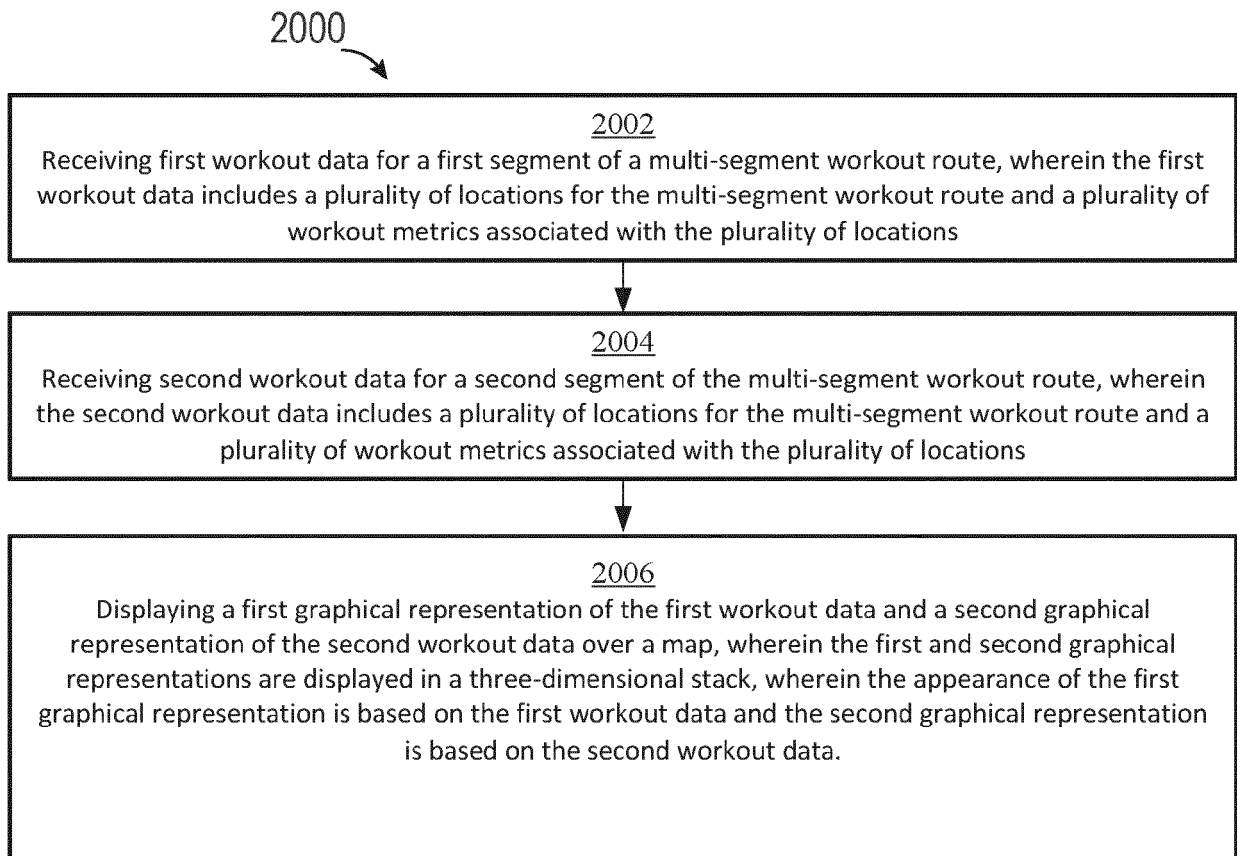 2000
2002
Receiving first workout data for a first segment of a multi-segment workout route, wherein the first
workout data includes a plurality of locations for the multi-segment workout route and a plurality of
workout metrics associated with the plurality of locations
2004
Receiving second workout data for a second segment of the multi-segment workout route, wherein
the second workout data includes a plurality of locations for the multi-segment workout route and a
plurality of workout metrics associated with the plurality of locations
2006
Displaying a first graphical representation of the first workout data and a second graphical
representation of the second workout data over a map, wherein the first and second graphical
representations are displayed in a three-dimensional stack, wherein the appearance of the first
graphical representation is based on the first workout data and the second graphical representation
is based on the second workout data.